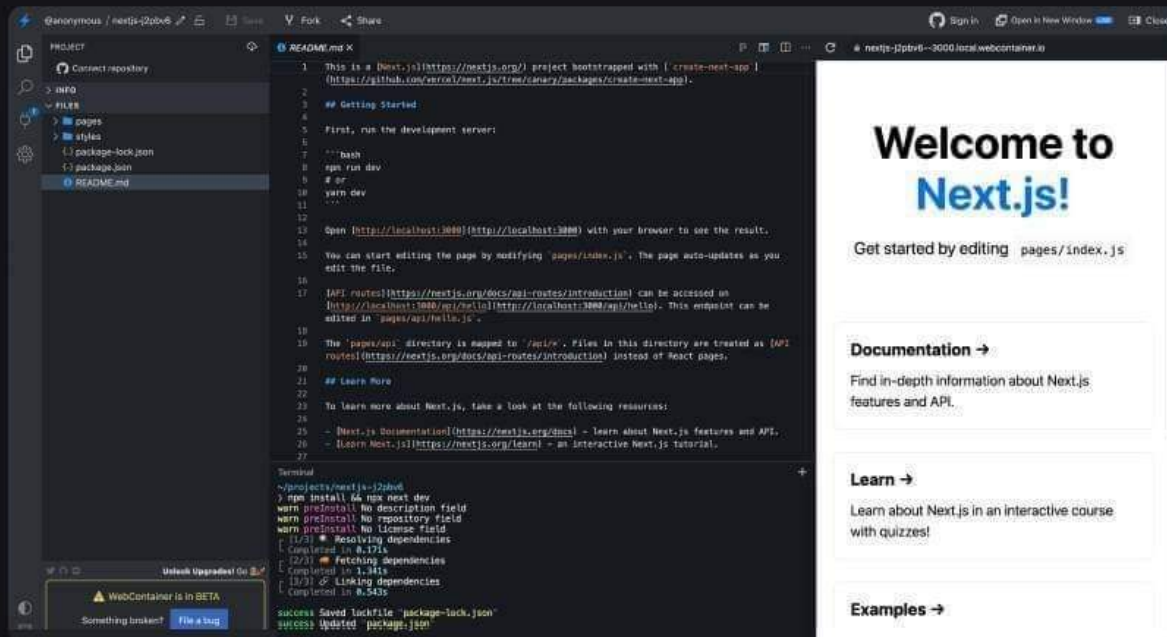 @anonymous / nextjs-j2pbv6
Save
Fork
Share
Sign in
Open in New Window
Close
PROJECT
Connect repository
INFO
FILES
pages
styles
package-lock.json
package.json
README.md
Unlock Upgrades! Go
WebContainer is in BETA
Something broken? File a bug
README.md
1 This is a [Next.js](https://nextjs.org/) project bootstrapped with [`create-next-app`]
(https://github.com/vercel/next.js/tree/canary/packages/create-next-app).
2
3 ## Getting Started
4
5 First, run the development server:
6
7 ```bash
8 npm run dev
9 # or
10 yarn dev
11 ```
12
13 Open [http://localhost:3000](http://localhost:3000) with your browser to see the result.
14
15 You can start editing the page by modifying `pages/index.js`. The page auto-updates as you
edit the file.
16
17 [API routes](https://nextjs.org/docs/api-routes/introduction) can be accessed on
[http://localhost:3000/api/hello](http://localhost:3000/api/hello). This endpoint can be
edited in `pages/api/hello.js`.
18
19 The `pages/api` directory is mapped to `/api/*`. Files in this directory are treated as [API
routes](https://nextjs.org/docs/api-routes/introduction) instead of React pages.
20
21 ## Learn More
22
23 To learn more about Next.js, take a look at the following resources:
24
25 - [Next.js Documentation](https://nextjs.org/docs) - learn about Next.js features and API.
26 - [Learn Next.js](https://nextjs.org/learn) - an interactive Next.js tutorial.
27
Terminal
~/projects/nextjs-j2pbv6
> npm install && npx next dev
warn preInstall No description field
warn preInstall No repository field
warn preInstall No license field
[1/3] Resolving dependencies
Completed in 0.171s
[2/3] Fetching dependencies
Completed in 1.341s
[3/3] Linking dependencies
Completed in 0.543s
success Saved lockfile "package-lock.json"
success Updated "package.json"
nextjs-j2pbv6--3000.local.webcontainer.io
Welcome to
Next.js!
Get started by editing pages/index.js
Documentation →
Find in-depth information about Next.js
features and API.
Learn →
Learn about Next.js in an interactive course
with quizzes!
Examples →